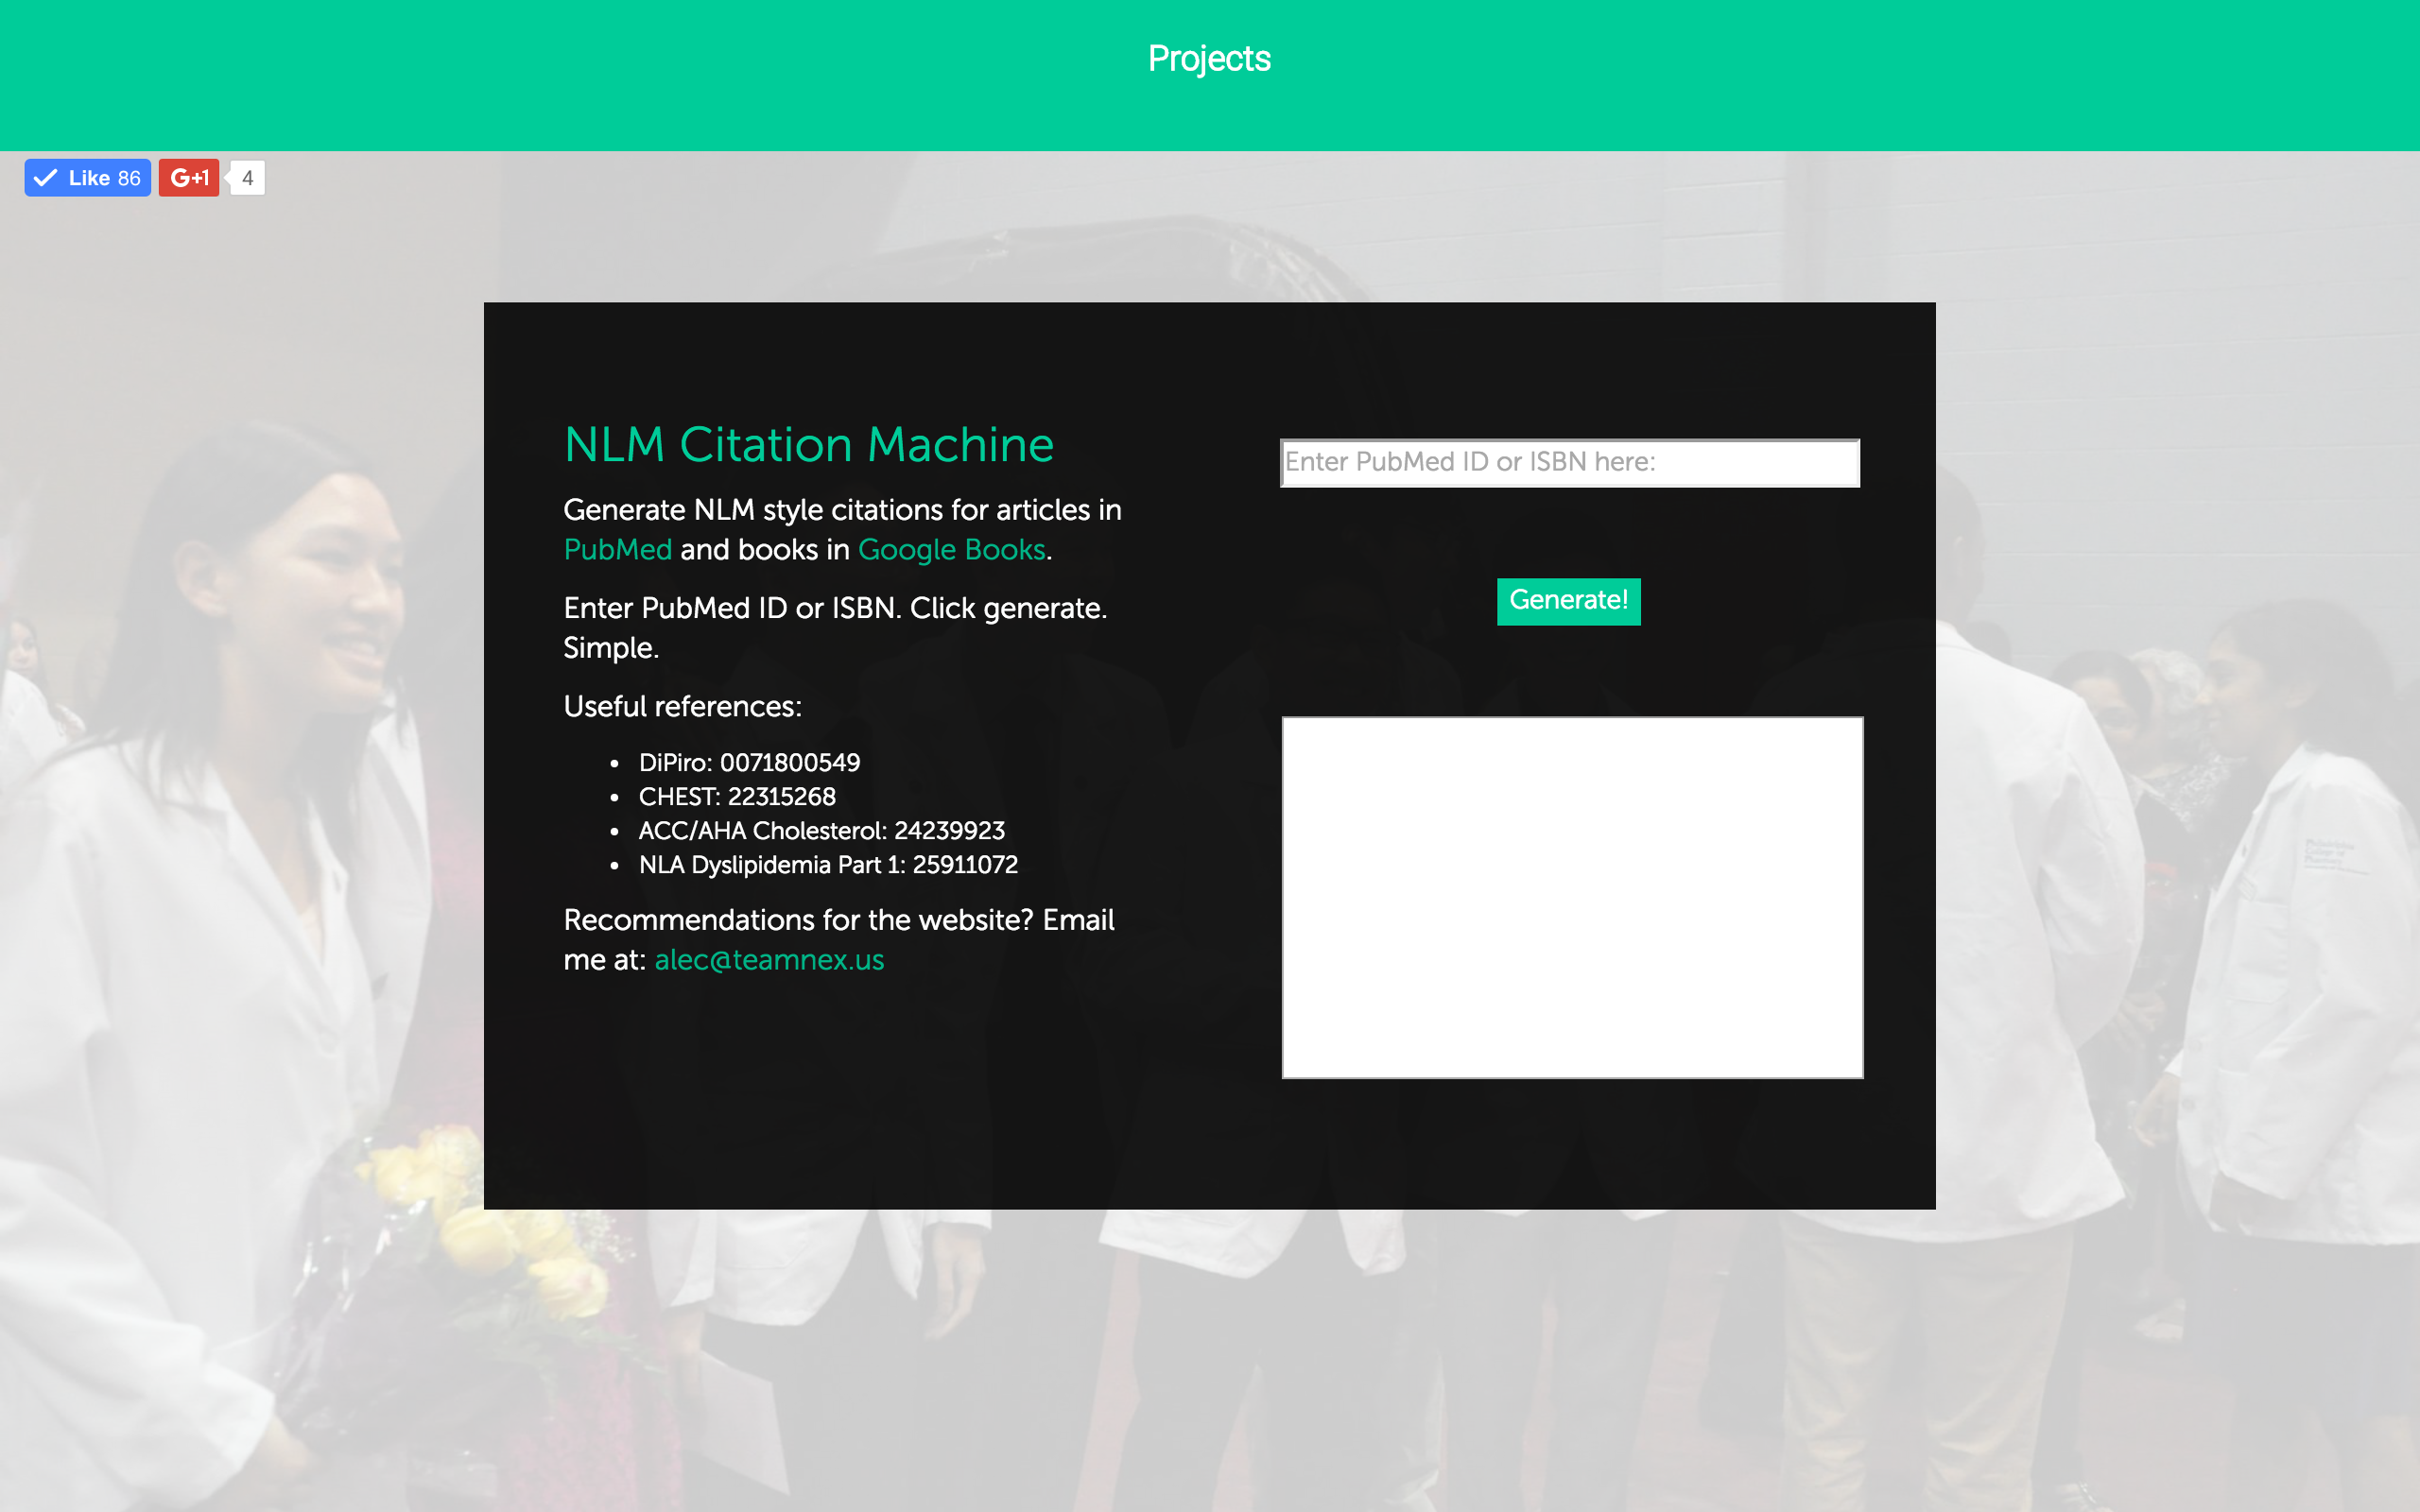 Projects
Like 86
G+1
4
NLM Citation Machine
Generate NLM style citations for articles in
PubMed and books in Google Books.
Enter PubMed ID or ISBN. Click generate.
Simple.
Useful references:
• DiPiro: 0071800549
• CHEST: 22315268
• ACC/AHA Cholesterol: 24239923
• NLA Dyslipidemia Part 1: 25911072
Recommendations for the website? Email
me at: alec@teamnex.us
Enter PubMed ID or ISBN here:
Generate!